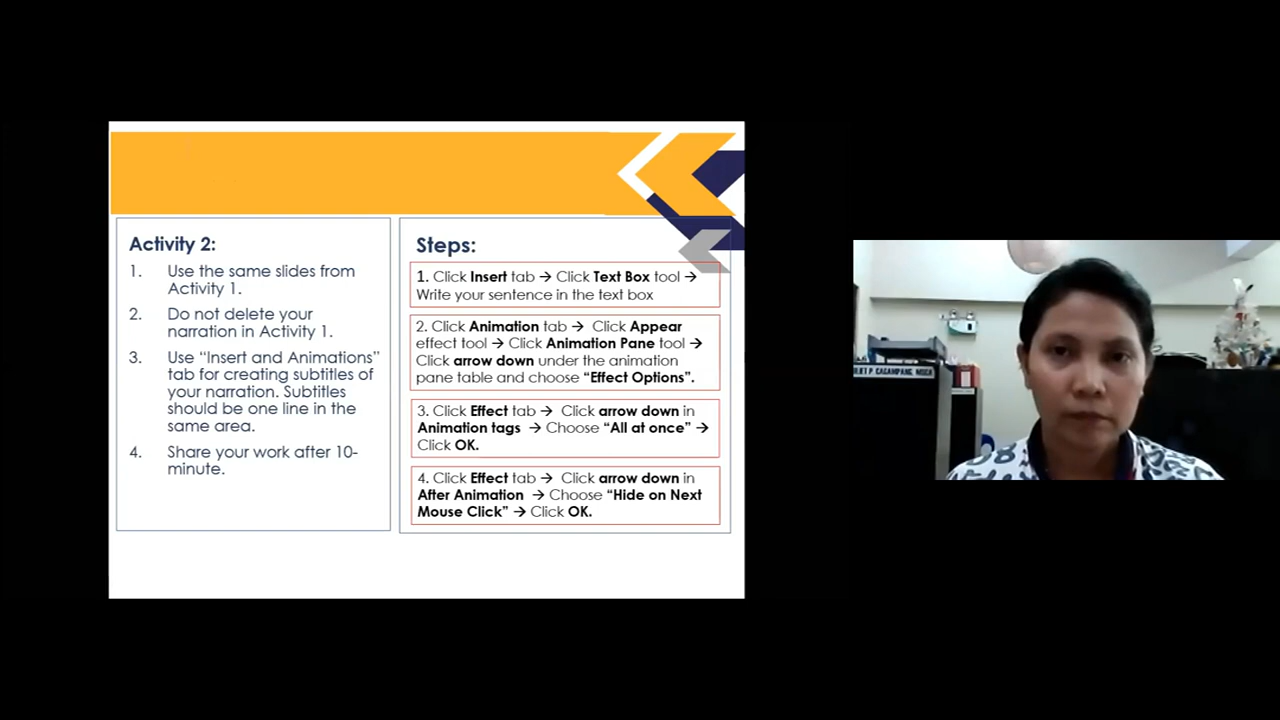 Activity 2:
1. Use the same slides from
Activity 1.
2. Do not delete your
narration in Activity 1.
3. Use “Insert and Animations”
tab for creating subtitles of
your narration. Subtitles
should be one line in the
same area.
4. Share your work after 10-
minute.
Steps:
1. Click Insert tab → Click Text Box tool →
Write your sentence in the text box
2. Click Animation tab → Click Appear
effect tool → Click Animation Pane tool →
Click arrow down under the animation
pane table and choose “Effect Options”.
3. Click Effect tab → Click arrow down in
Animation tags → Choose “All at once” →
Click OK.
4. Click Effect tab → Click arrow down in
After Animation → Choose “Hide on Next
Mouse Click” → Click OK.
P. CAGAMPANG,